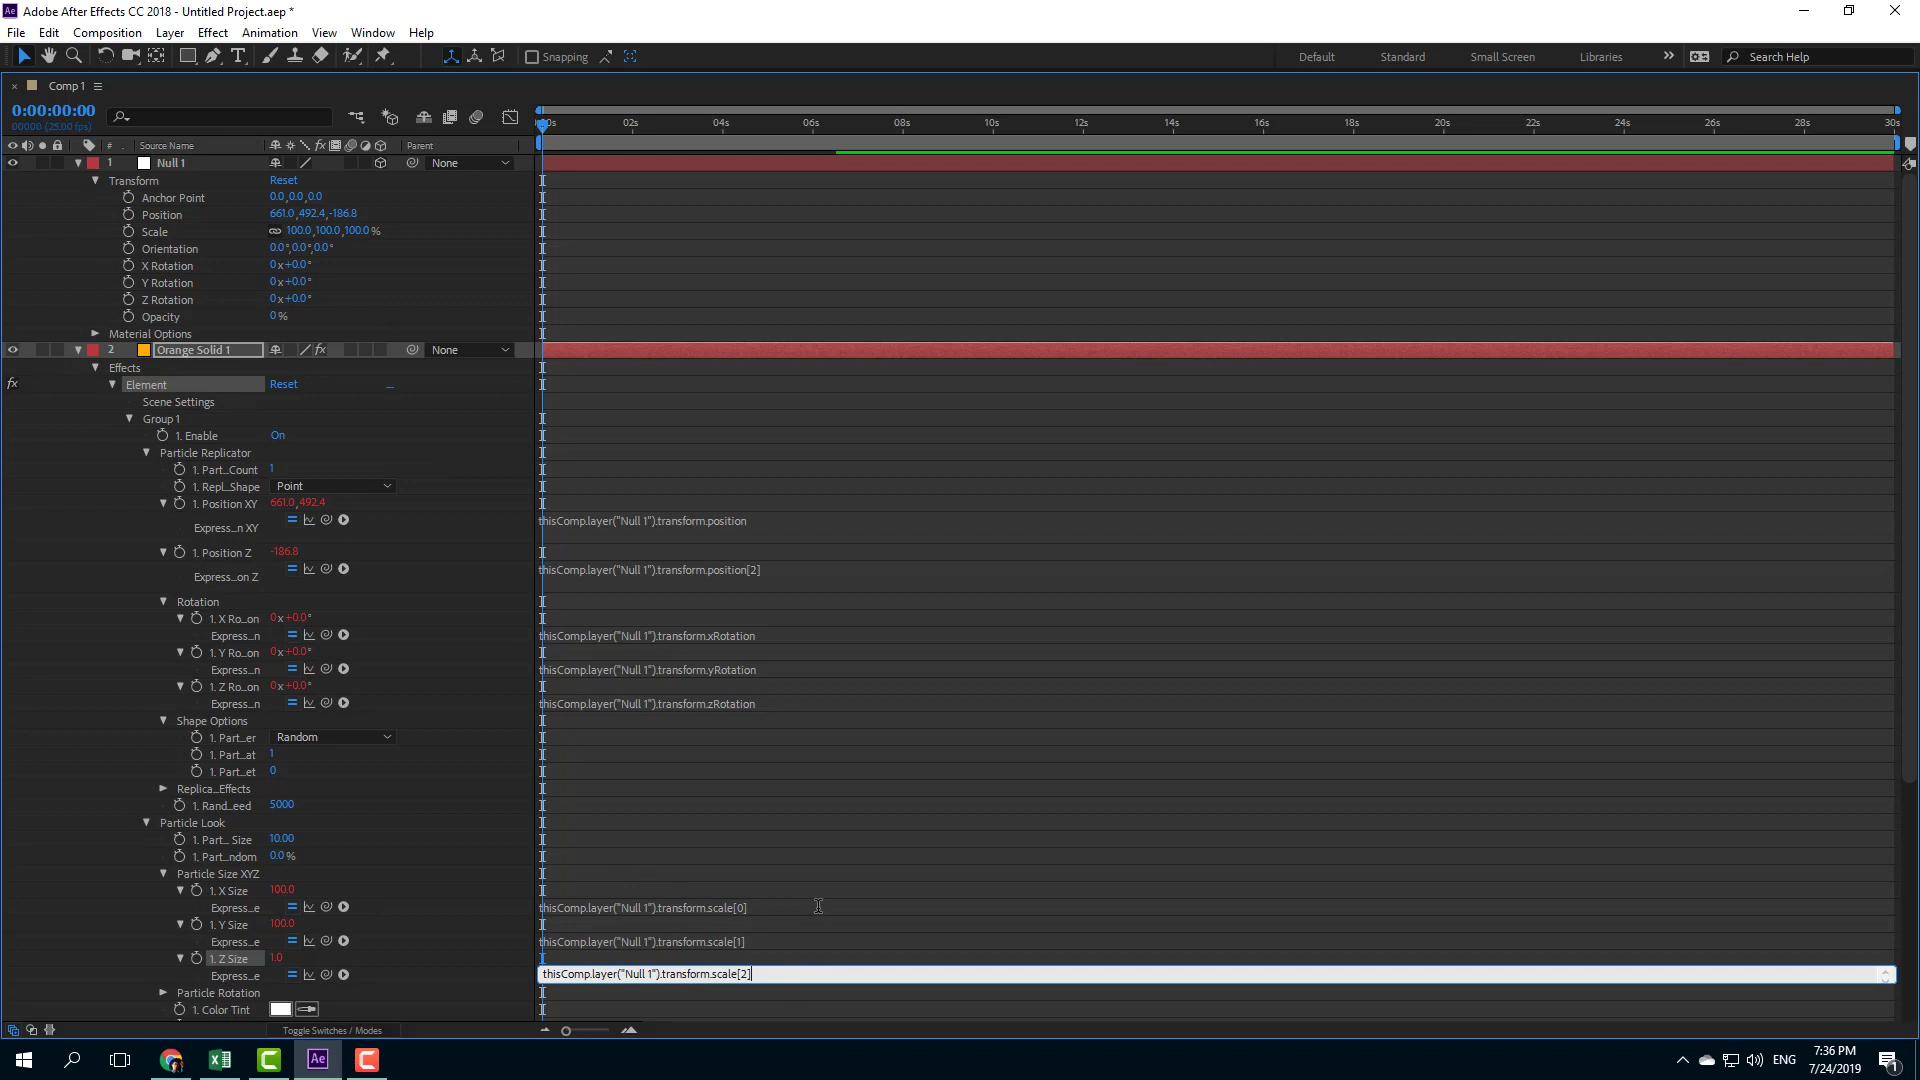 Adobe After Effects CC 2018 - Untitled Project.aep *
File Edit Composition Layer Effect Animation View Window Help
Snapping Default Standard Small Screen Libraries Search Help
Comp 1
0:00:00:00
00000 (25.00 fps)
02s 04s 06s 08s 10s 12s 14s 16s 18s 20s 22s 24s 26s 28s 30s
# Source Name Parent
1 Null 1 None
Transform Reset
Anchor Point 0.0,0.0,0.0
Position 661.0,492.4,-186.8
Scale 100.0,100.0,100.0%
Orientation 0.0°,0.0°,0.0°
X Rotation 0x+0.0°
Y Rotation 0x+0.0°
Z Rotation 0x+0.0°
Opacity 0%
Material Options
2 Orange Solid 1 fx None
Effects
fx Element Reset
Scene Settings
Group 1
1. Enable On
Particle Replicator
1. Part..._Count 1
1. Repl..Shape Point
1. Position XY 661.0,492.4
Express...n XY thisComp.layer("Null 1").transform.position
1. Position Z -186.8
Express...on Z thisComp.layer("Null 1").transform.position[2]
Rotation
1. X Ro...on 0x+0.0°
Express...n thisComp.layer("Null 1").transform.xRotation
1. Y Ro...on 0x+0.0°
Express...n thisComp.layer("Null 1").transform.yRotation
1. Z Ro...on 0x+0.0°
Express...n thisComp.layer("Null 1").transform.zRotation
Shape Options
1. Part...er Random
1. Part...at 1
1. Part...et 0
Replica...Effects
1. Rand...eed 5000
Particle Look
1. Part... Size 10.00
1. Part...ndom 0.0%
Particle Size XYZ
1. X Size 100.0
Express...e thisComp.layer("Null 1").transform.scale[0]
1. Y Size 100.0
Express...e thisComp.layer("Null 1").transform.scale[1]
1. Z Size 1.0
Express...e thisComp.layer("Null 1").transform.scale[2]
Particle Rotation
1. Color Tint
Toggle Switches / Modes
ENG 7:36 PM
7/24/2019 1